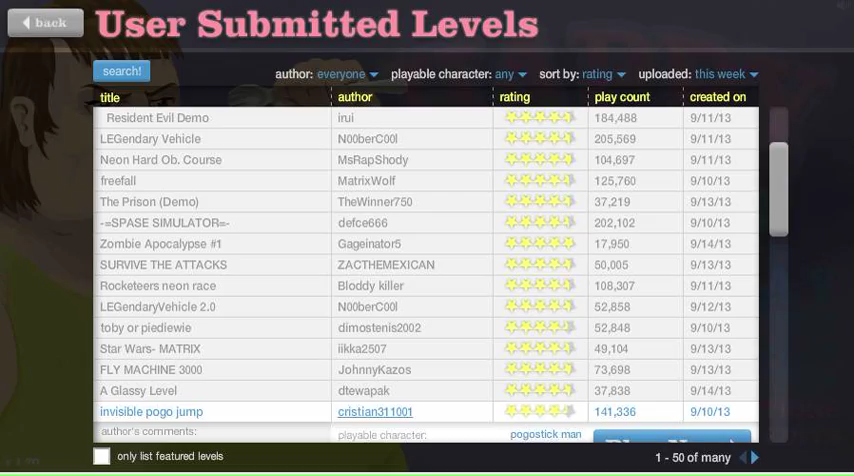 back
User Submitted Levels
search!
author: everyone playable character: any sort by: rating uploaded: this week
title author rating play count created on
Resident Evil Demo irui 184,488 9/11/13
LEGendary Vehicle N00berC00l 205,569 9/11/13
Neon Hard Ob. Course MsRapShody 104,697 9/11/13
freefall MatrixWolf 125,760 9/10/13
The Prison (Demo) TheWinner750 37,219 9/13/13
-=SPASE SIMULATOR=- defce666 202,102 9/10/13
Zombie Apocalypse #1 Gageinator5 17,950 9/14/13
SURVIVE THE ATTACKS ZACTHEMEXICAN 50,005 9/13/13
Rocketeers neon race Bloddy killer 108,307 9/11/13
LEGendaryVehicle 2.0 N00berC00l 52,858 9/12/13
toby or piediewie dimostenis2002 52,848 9/10/13
Star Wars- MATRIX iikka2507 49,104 9/13/13
FLY MACHINE 3000 JohnnyKazos 73,698 9/13/13
A Glassy Level dtewapak 37,838 9/14/13
invisible pogo jump cristian311001 141,336 9/10/13
author's comments: playable character: pogostick man
only list featured levels 1 - 50 of many